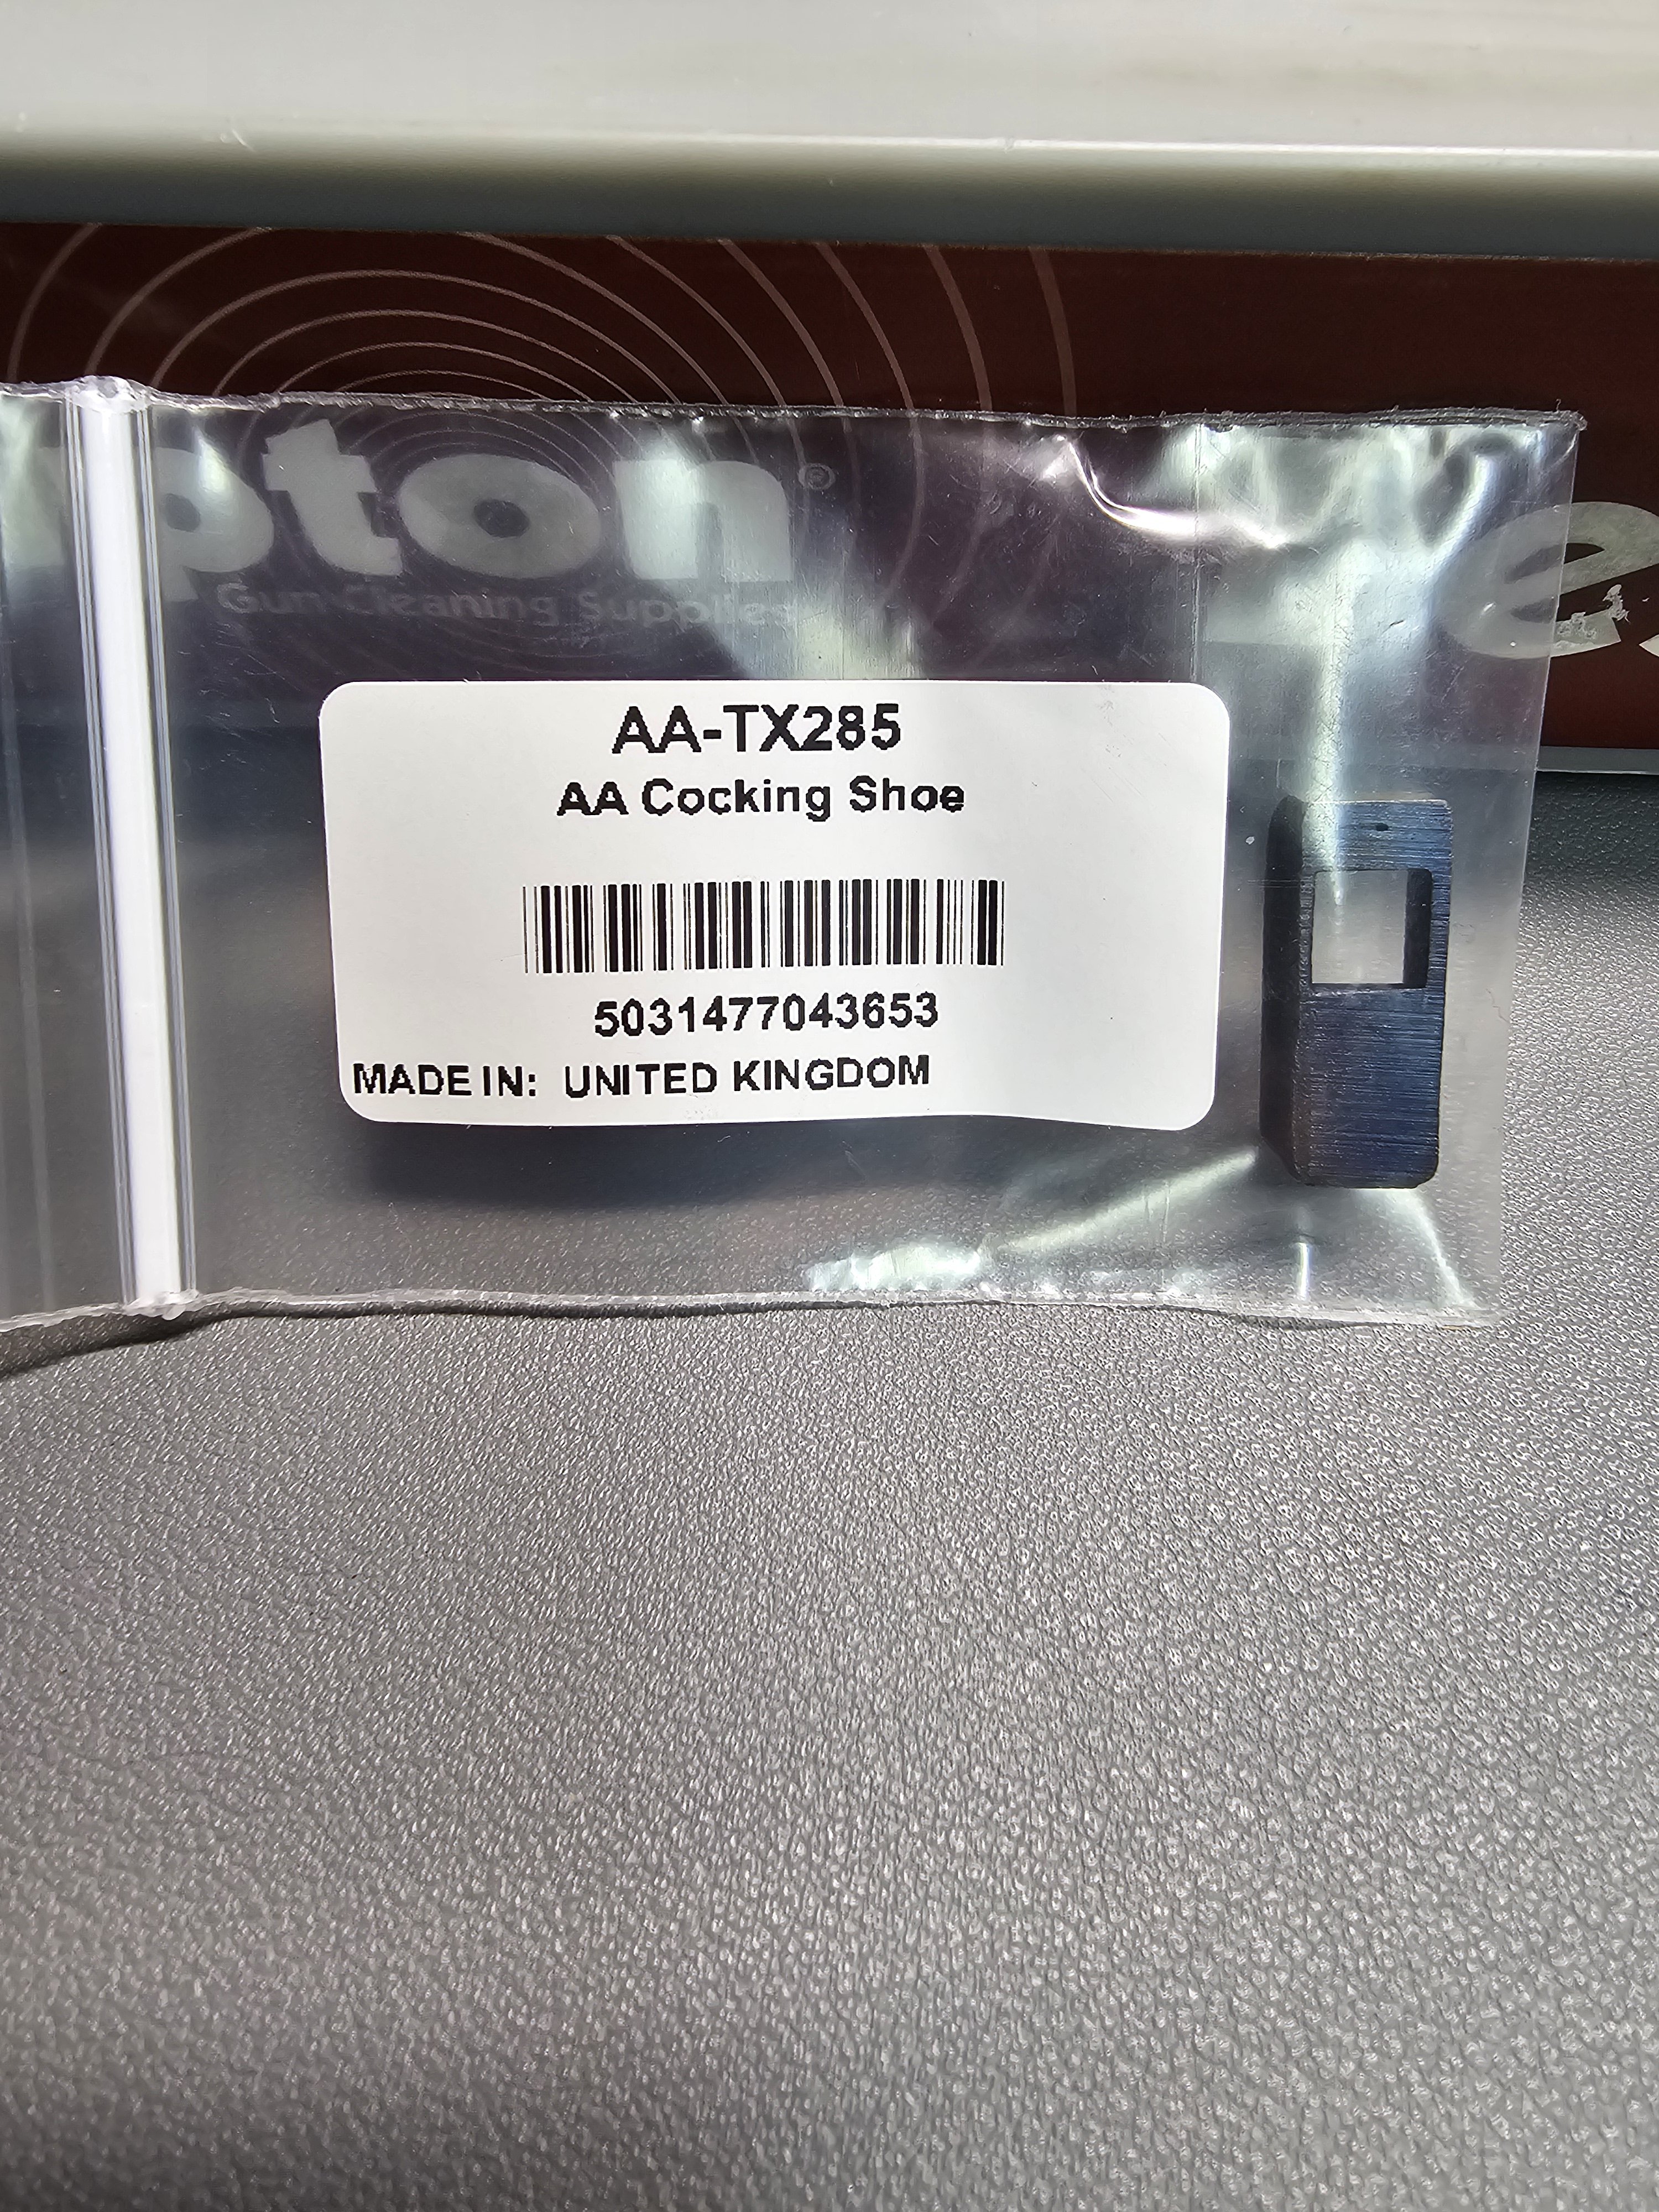 pton®
Gun Cleaning Supplies
e
AA-TX285
AA Cocking Shoe
5031477043653
MADE IN: UNITED KINGDOM